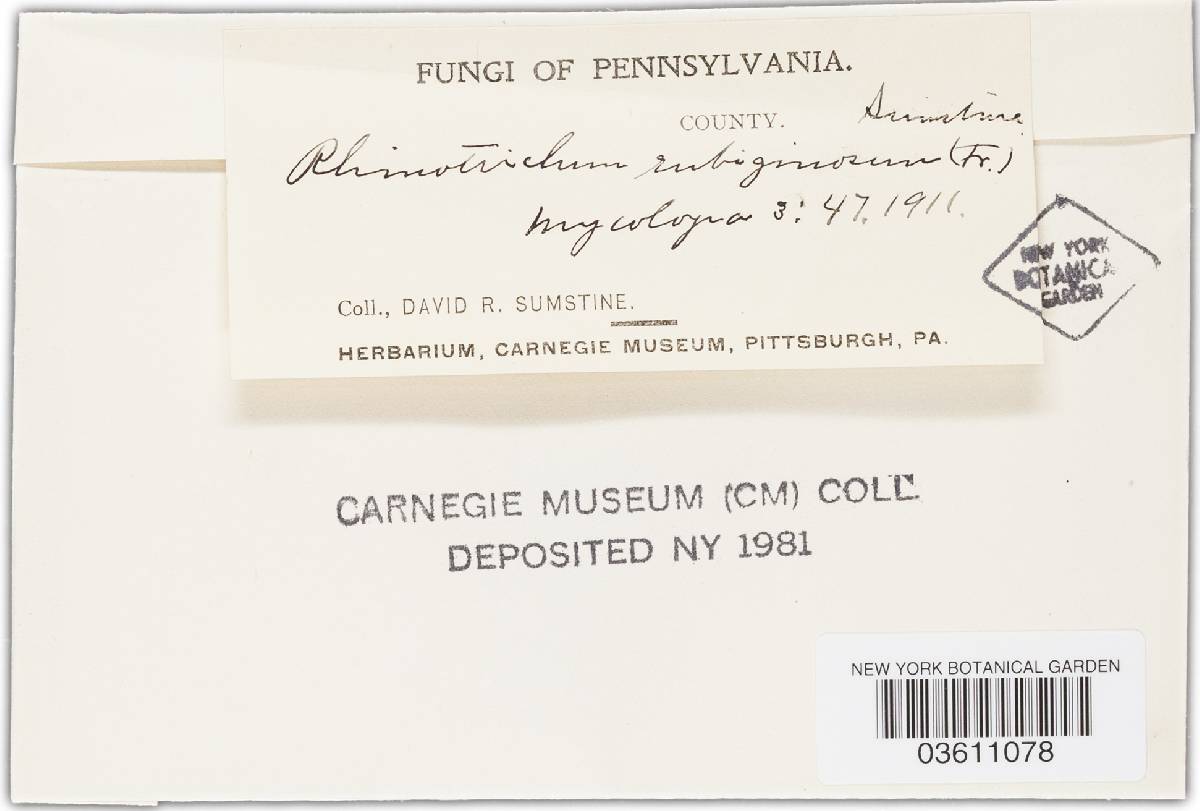 FUNGI OF PENNSYLVANIA.
COUNTY. Sumstine
Rhinotrichum rubiginosum (Fr.)
Mycologia 3: 47. 1911.
Coll., DAVID R. SUMSTINE.
HERBARIUM, CARNEGIE MUSEUM, PITTSBURGH, PA.
NEW YORK
BOTANICA
GARDEN
CARNEGIE MUSEUM (CM) COLL.
DEPOSITED NY 1981
NEW YORK BOTANICAL GARDEN
03611078